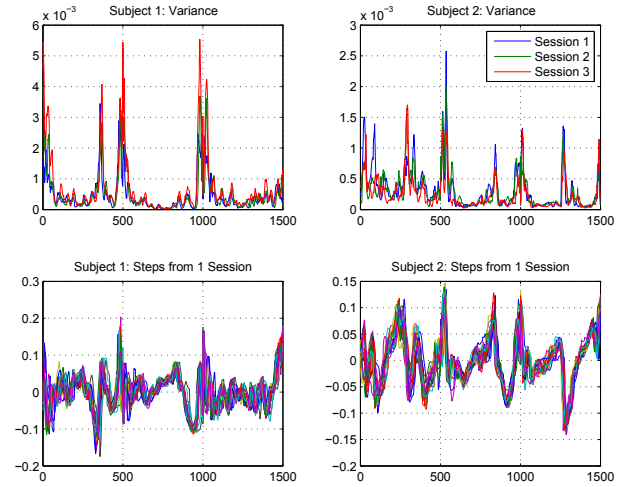 x 10⁻³ Subject 1: Variance
6
5
4
3
2
1
0
0 500 1000 1500
x 10⁻³ Subject 2: Variance
3
2.5
2
1.5
1
0.5
0
0 500 1000 1500
Session 1
Session 2
Session 3
Subject 1: Steps from 1 Session
0.3
0.2
0.1
0
−0.1
−0.2
0 500 1000 1500
Subject 2: Steps from 1 Session
0.15
0.1
0.05
0
−0.05
−0.1
−0.15
−0.2
0 500 1000 1500